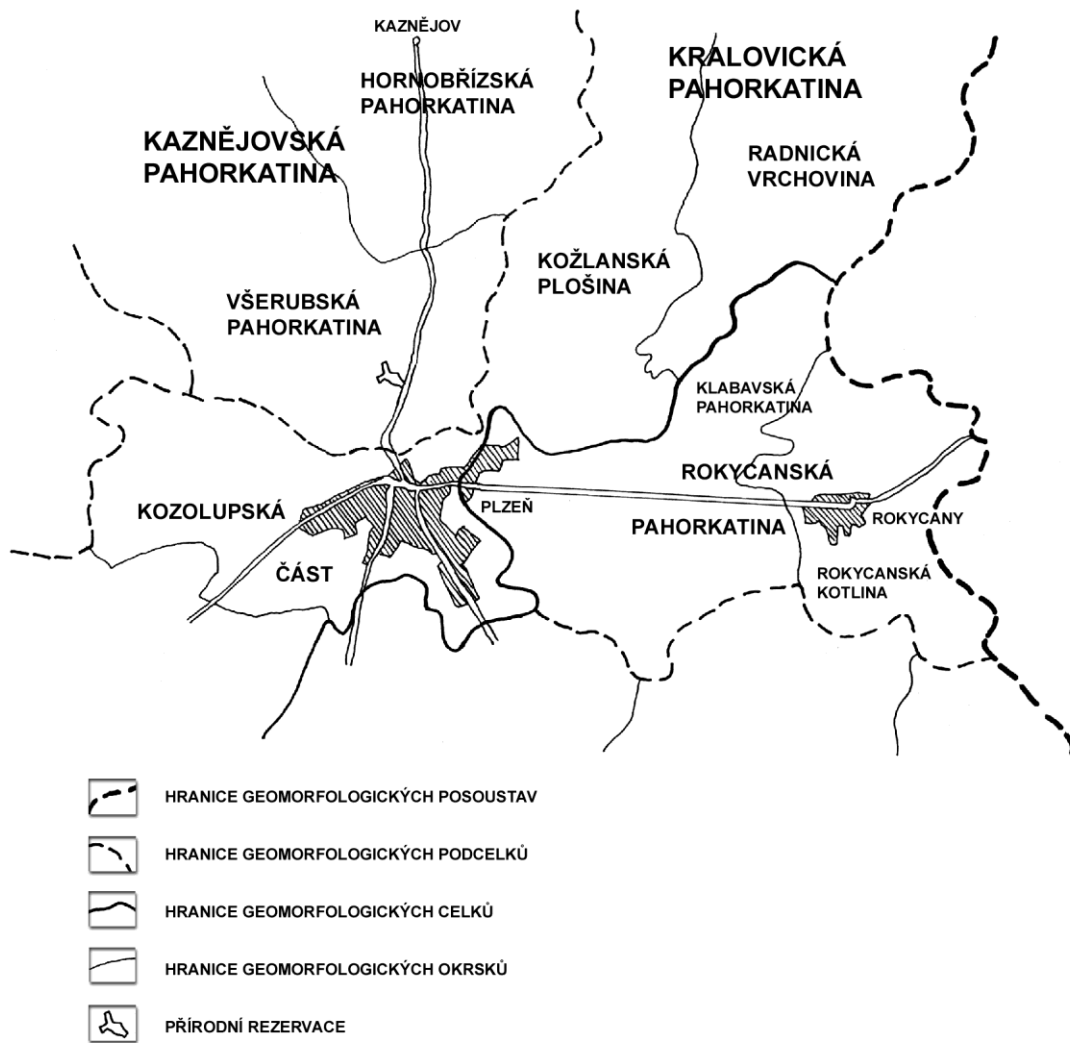 KAZNĚJOV
HORNOBŘÍZSKÁ
PAHORKATINA
KRALOVICKÁ
PAHORKATINA
KAZNĚJOVSKÁ
PAHORKATINA
RADNICKÁ
VRCHOVINA
KOŽLANSKÁ
PLOŠINA
VŠERUBSKÁ
PAHORKATINA
KLABAVSKÁ
PAHORKATINA
ROKYCANSKÁ
PAHORKATINA
KOZOLUPSKÁ
ČÁST
PLZEŇ
ROKYCANY
ROKYCANSKÁ
KOTLINA
HRANICE GEOMORFOLOGICKÝCH POSOUSTAV
HRANICE GEOMORFOLOGICKÝCH PODCELKŮ
HRANICE GEOMORFOLOGICKÝCH CELKŮ
HRANICE GEOMORFOLOGICKÝCH OKRSKŮ
PŘÍRODNÍ REZERVACE